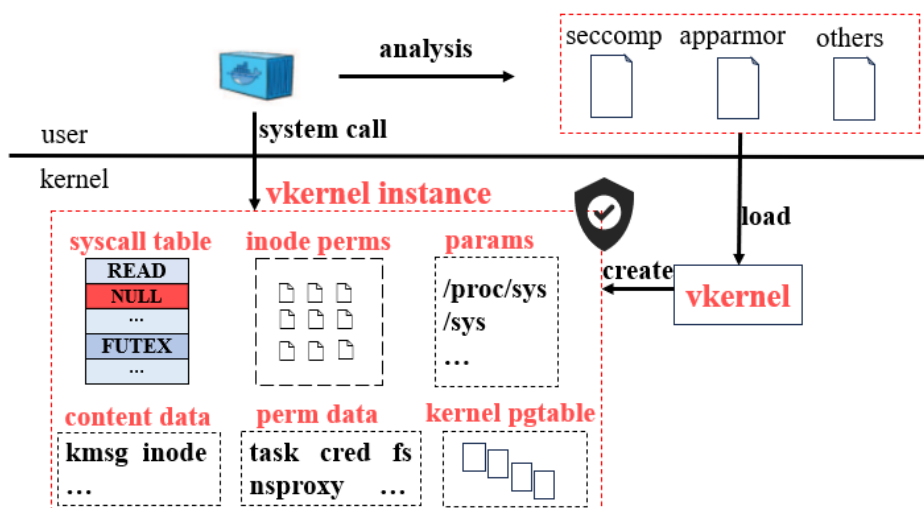 seccomp apparmor others
analysis
system call
user
kernel
vkernel instance
load
syscall table
inode perms
params
READ
NULL
...
FUTEX
...
/proc/sys
/sys
...
create
vkernel
content data
perm data
kernel pgtable
kmsg inode
...
task cred fs
nsproxy ...